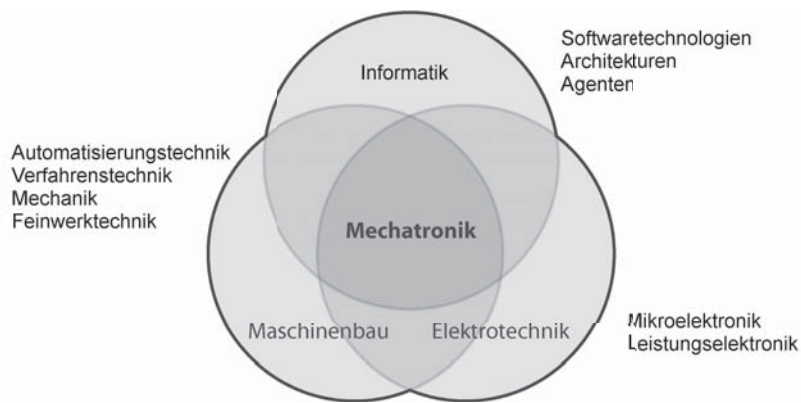 Informatik
Softwaretechnologien
Architekturen
Agenten
Automatisierungstechnik
Verfahrenstechnik
Mechanik
Feinwerktechnik
Mechatronik
Maschinenbau
Elektrotechnik
Mikroelektronik
Leistungselektronik